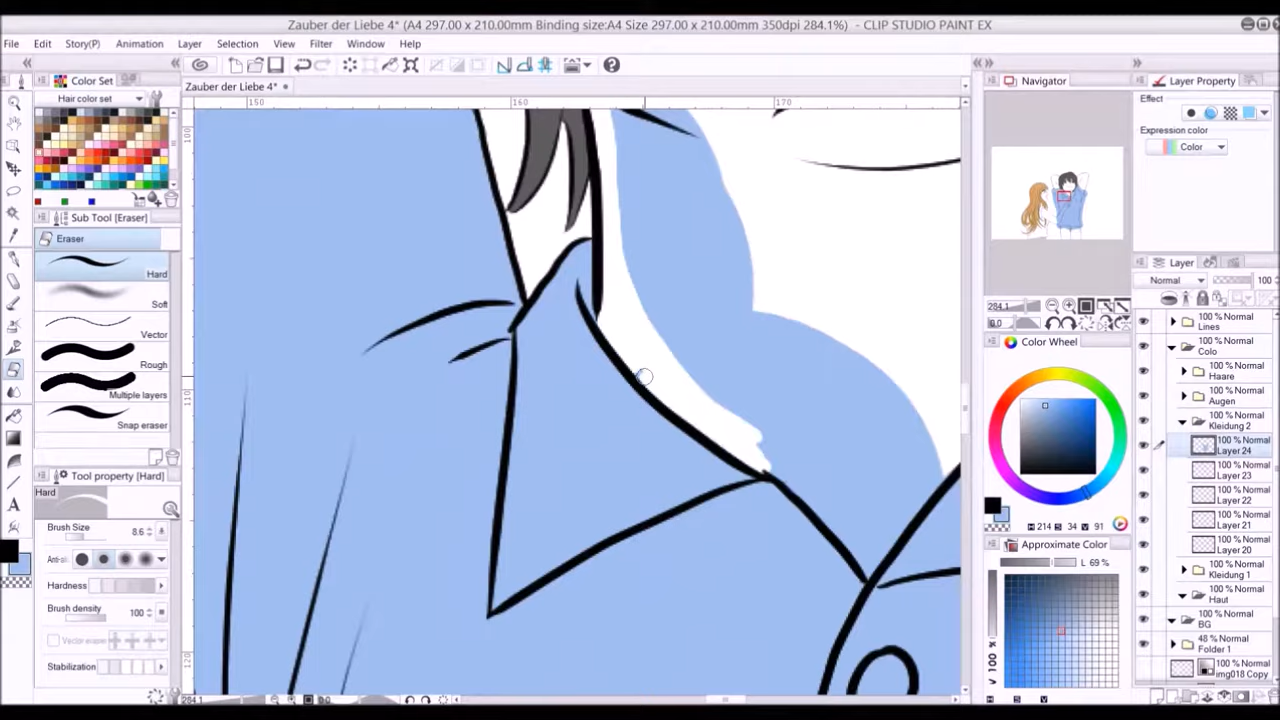 Zauber der Liebe 4* (A4 297.00 x 210.00mm Binding size:A4 Size 297.00 x 210.00mm 350dpi 284.1%) - CLIP STUDIO PAINT EX
File Edit Story(P) Animation Layer Selection View Filter Window Help
Color Set
Zauber der Liebe 4*
Navigator
Layer Property
Hair color set
150 160 170
Effect
Expression color
Color
Sub Tool [Eraser]
Eraser
Hard
Soft
Vector
Rough
Multiple layers
Snap eraser
Layer
Normal 100
284.1
0.0
100 % Normal
Lines
100 % Normal
Colo
100 % Normal
Haare
100 % Normal
Augen
100 % Normal
Kleidung 2
100 % Normal
Layer 24
100 % Normal
Layer 23
100 % Normal
Layer 22
100 % Normal
Layer 21
100 % Normal
Layer 20
100 % Normal
Kleidung 1
100 % Normal
Haut
100 % Normal
BG
48 % Normal
Folder 1
100 % Normal
img018 Copy
Color Wheel
H 214 S 34 V 91
Approximate Color
L 69 %
V 100 %
H S V
100
110
120
Tool property [Hard]
Hard
Brush Size 8.6
Hardness
Brush density 100
Stabilization
284.1 0.0